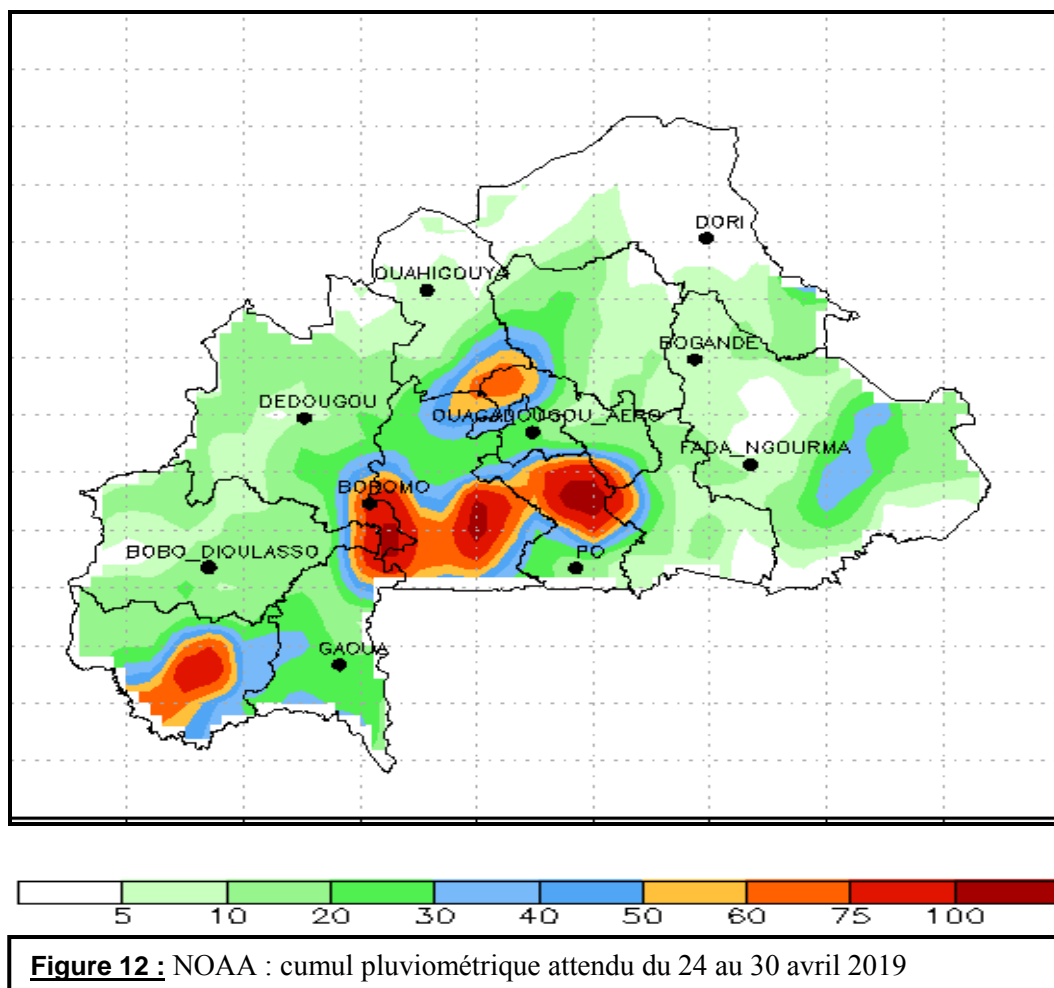 DORI
OUAHIGOUYA
BOGANDE
DEDOUGOU
OUAGADOUGOU_AERO
FADA_NGOURMA
BOROMO
BOBO_DIOULASSO
PO
GAOUA
5 10 20 30 40 50 60 75 100
Figure 12 : NOAA : cumul pluviométrique attendu du 24 au 30 avril 2019